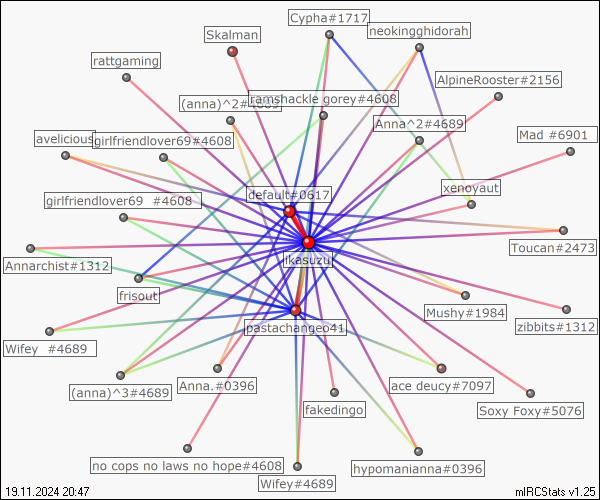 Cypha#1717
neokingghidorah
Skalman
rattgaming
AlpineRooster#2156
(anna)^2#4689
ramshackle gorey#4608
Anna^2#4689
Mad #6901
avelicious
girlfriendlover69#4608
xenoyaut
default#0617
girlfriendlover69 #4608
Toucan#2473
likasuzu
Annarchist#1312
frisout
Mushy#1984
zibbits#1312
pastachangeo41
Wifey #4689
(anna)^3#4689
Anna.#0396
ace deucy#7097
fakedingo
Soxy Foxy#5076
no cops no laws no hope#4608
hypomanianna#0396
Wifey#4689
19.11.2024 20:47
mIRCStats v1.25